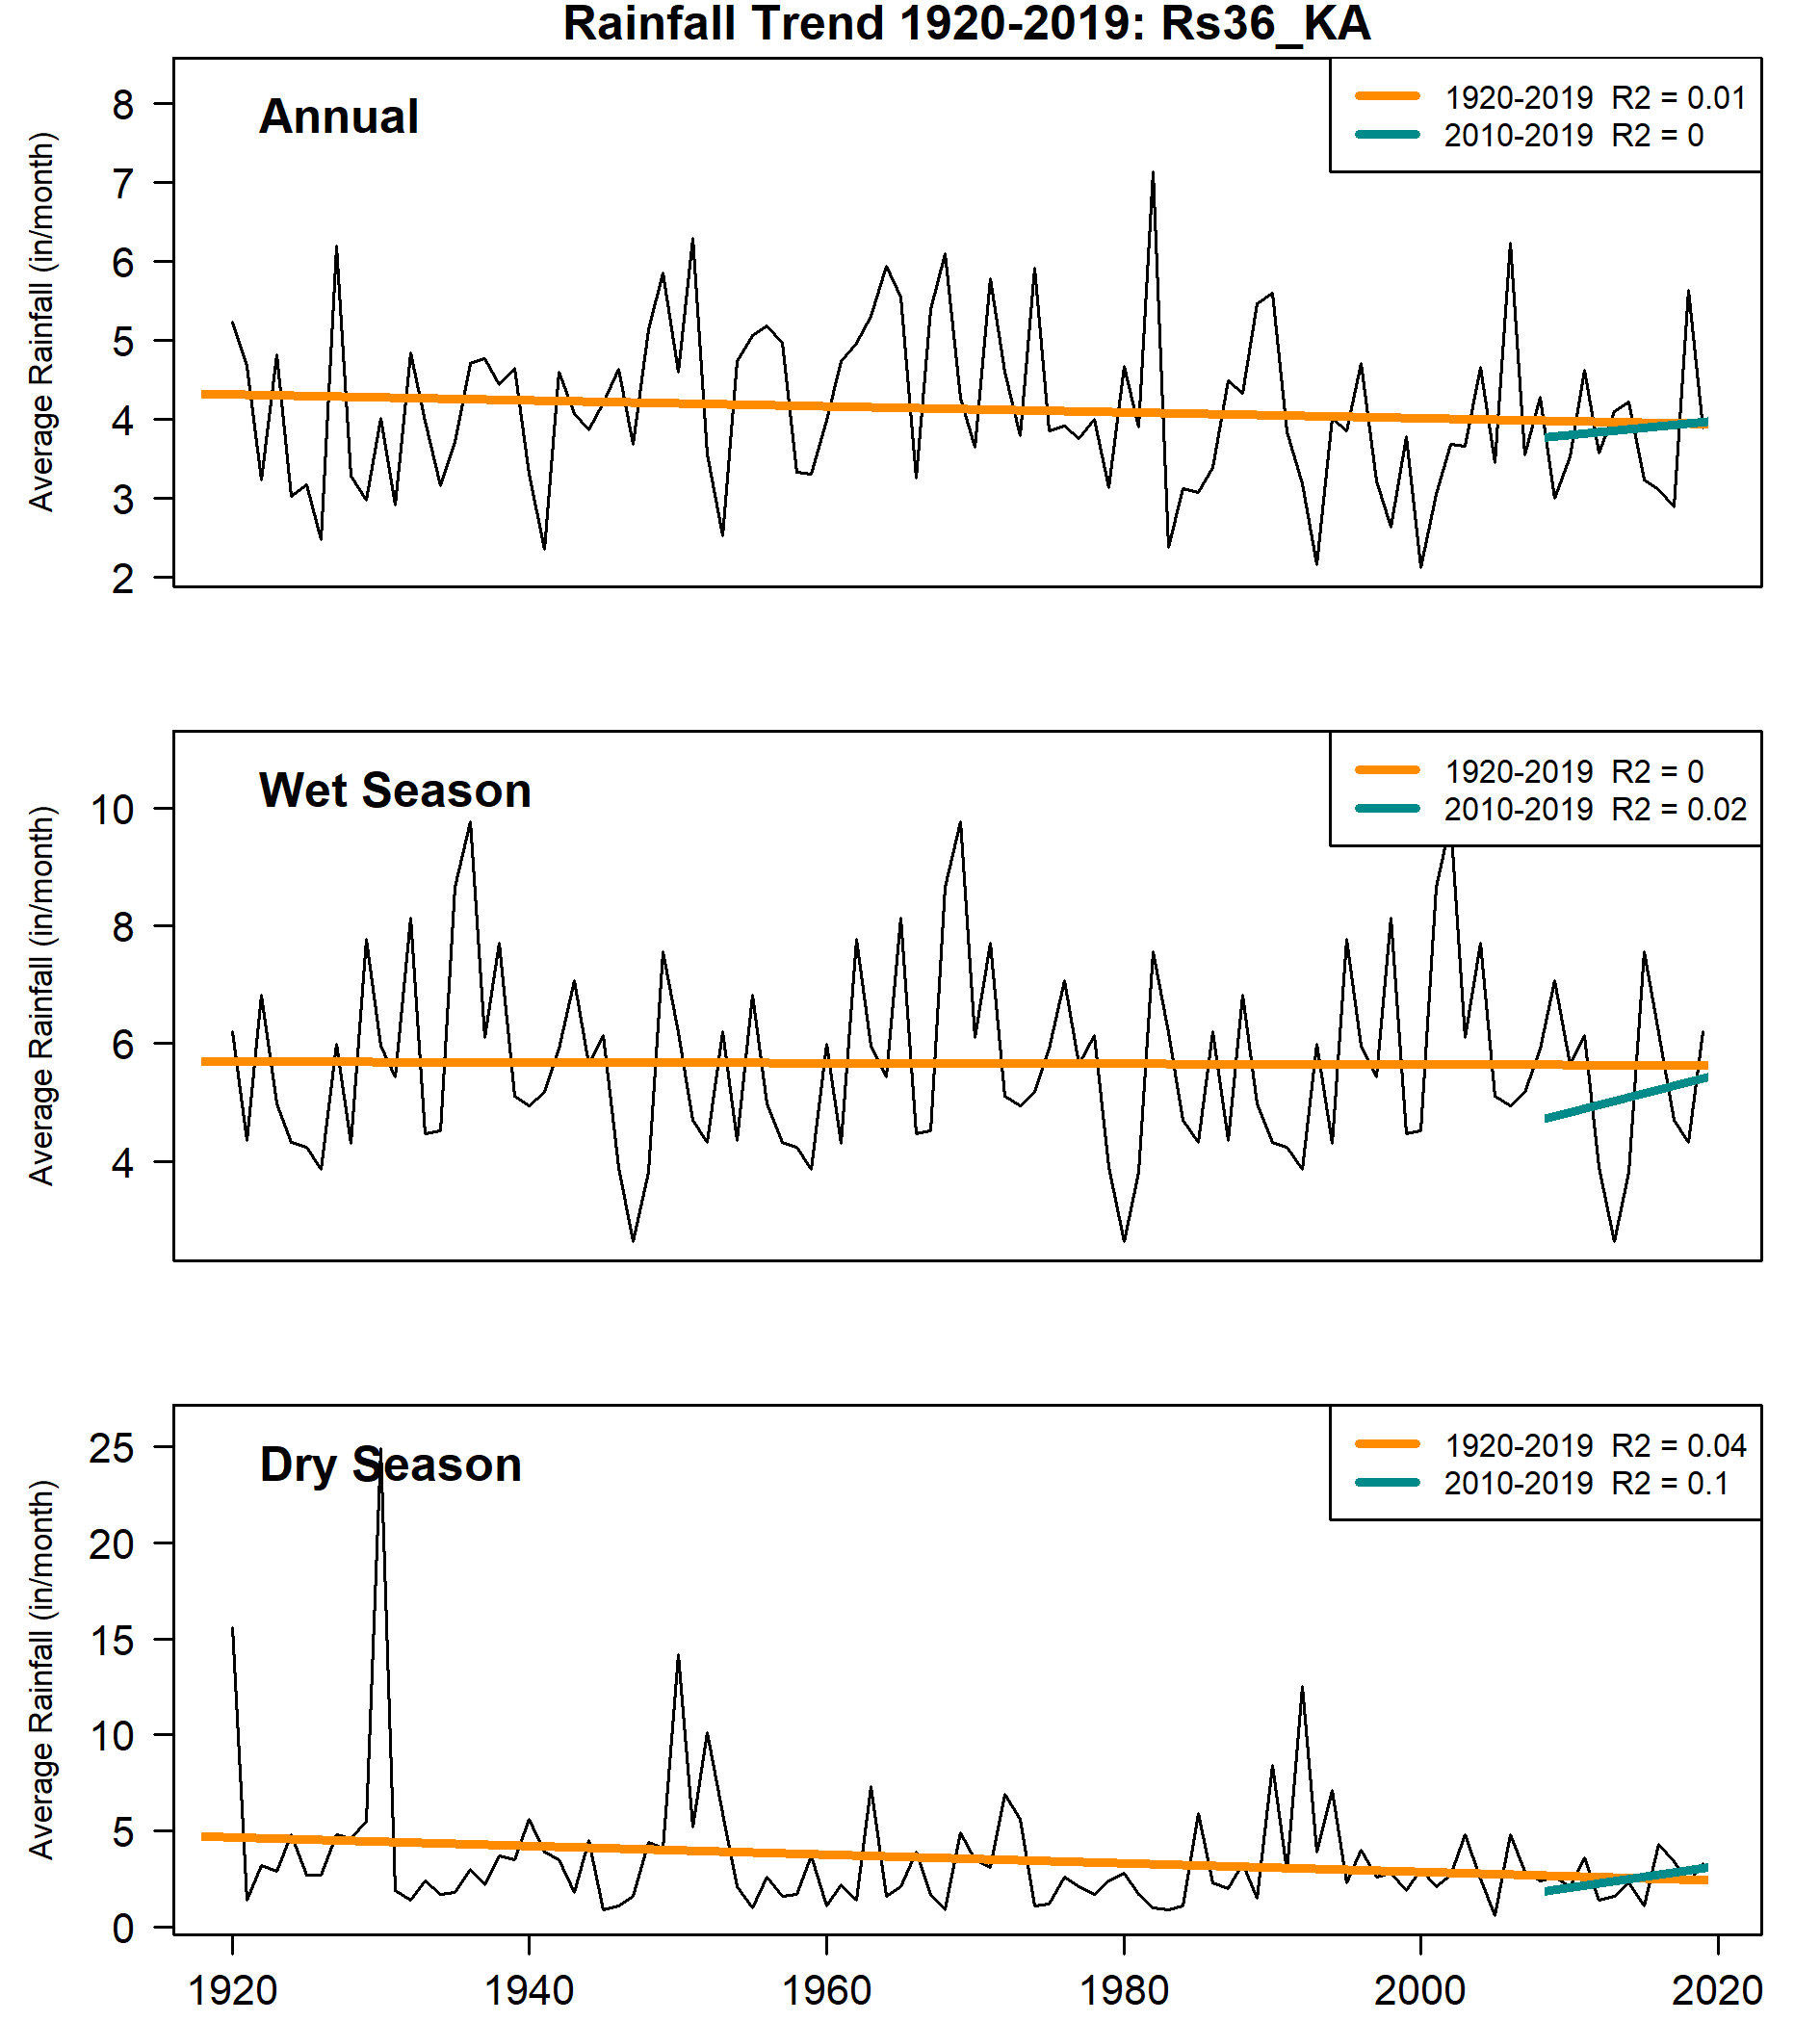 Rainfall Trend 1920-2019: Rs36_KA
Annual
1920-2019 R2 = 0.01
2010-2019 R2 = 0
Average Rainfall (in/month)
8
7
6
5
4
3
2
Wet Season
1920-2019 R2 = 0
2010-2019 R2 = 0.02
Average Rainfall (in/month)
10
8
6
4
Dry Season
1920-2019 R2 = 0.04
2010-2019 R2 = 0.1
Average Rainfall (in/month)
25
20
15
10
5
0
1920 1940 1960 1980 2000 2020